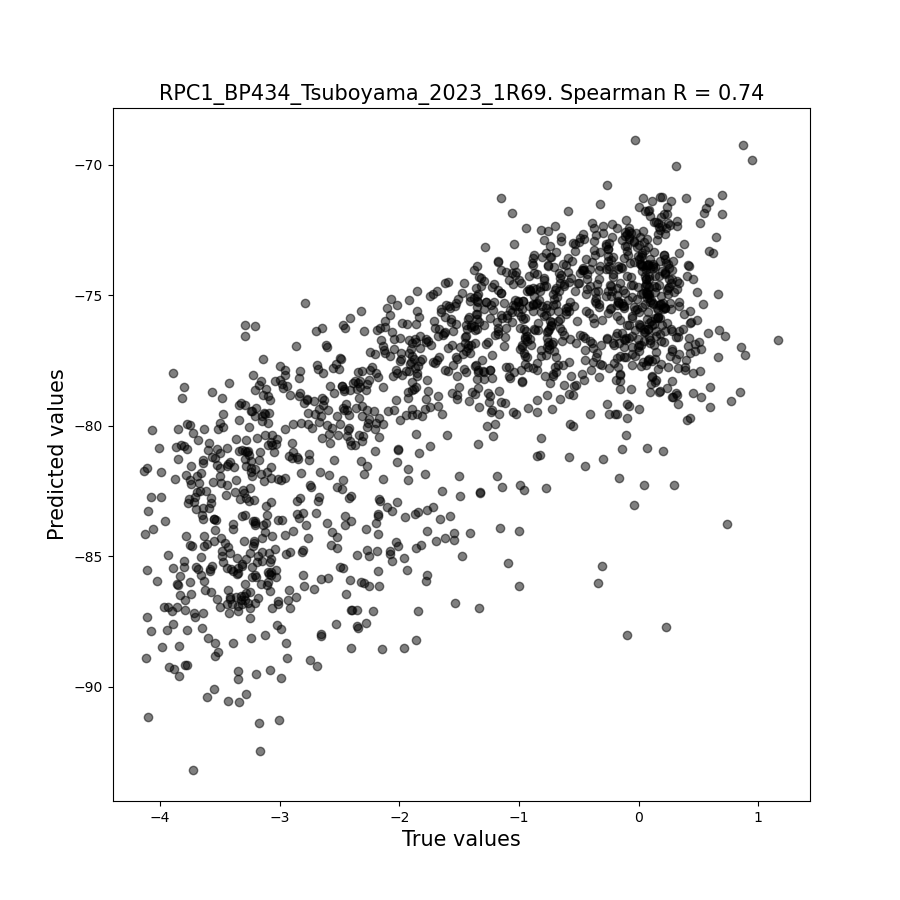 RPC1_BP434_Tsuboyama_2023_1R69. Spearman R = 0.74
Predicted values
−70
−75
−80
−85
−90
−4 −3 −2 −1 0 1
True values